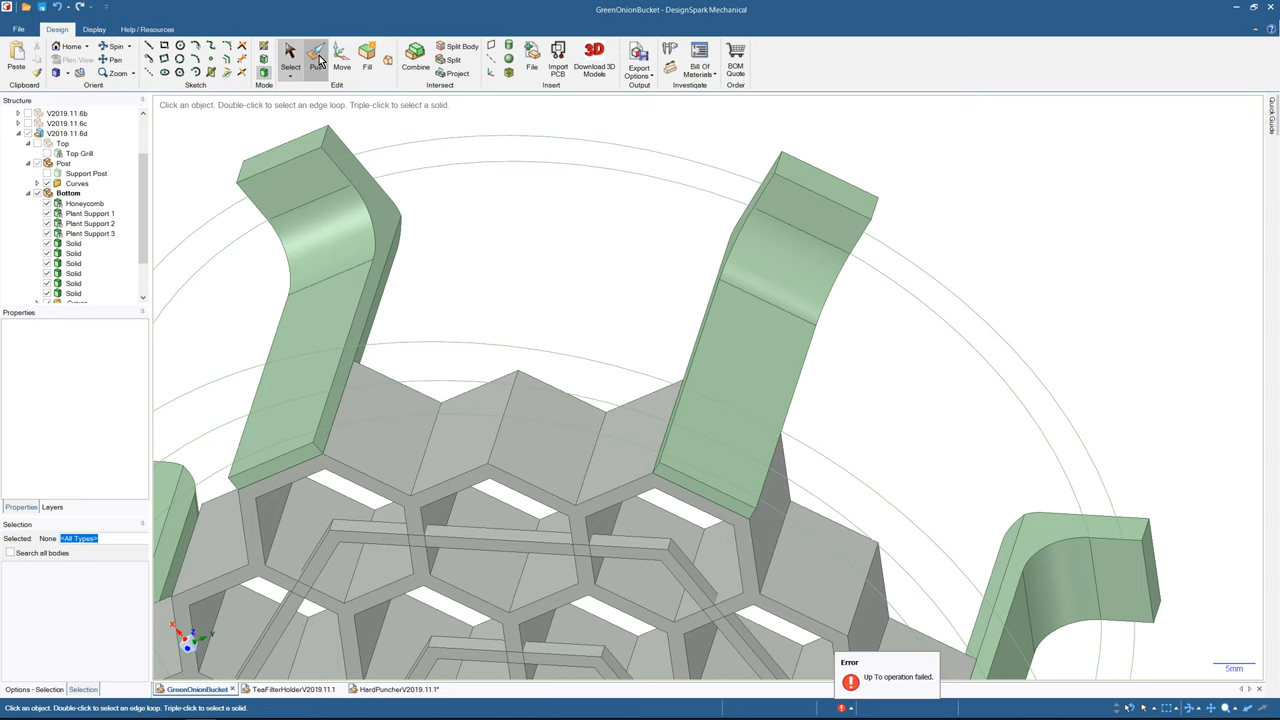 GreenOnionBucket - DesignSpark Mechanical
File Design Display Help / Resources
Paste
Home Spin
Plan View Pan
Zoom
Select Pull Move Fill
Combine Split Body
Split
Project
File Import PCB Download 3D Models
Export Options
Bill Of Materials
BOM Quote
Clipboard Orient Sketch Mode Edit Intersect Insert Output Investigate Order
Structure
Click an object. Double-click to select an edge loop. Triple-click to select a solid.
Quick Guide
V2019.11.6b
V2019.11.6c
V2019.11.6d
Top
Top Grill
Post
Support Post
Curves
Bottom
Honeycomb
Plant Support 1
Plant Support 2
Plant Support 3
Solid
Solid
Solid
Solid
Solid
Solid
Properties
Properties Layers
Selection
Selected: None <All Types>
Search all bodies
X Z Y
Error
Up To operation failed.
5mm
Options - Selection Selection
GreenOnionBucket TeaFilterHolderV2019.11.1 HardPuncherV2019.11.1*
Click an object. Double-click to select an edge loop. Triple-click to select a solid.